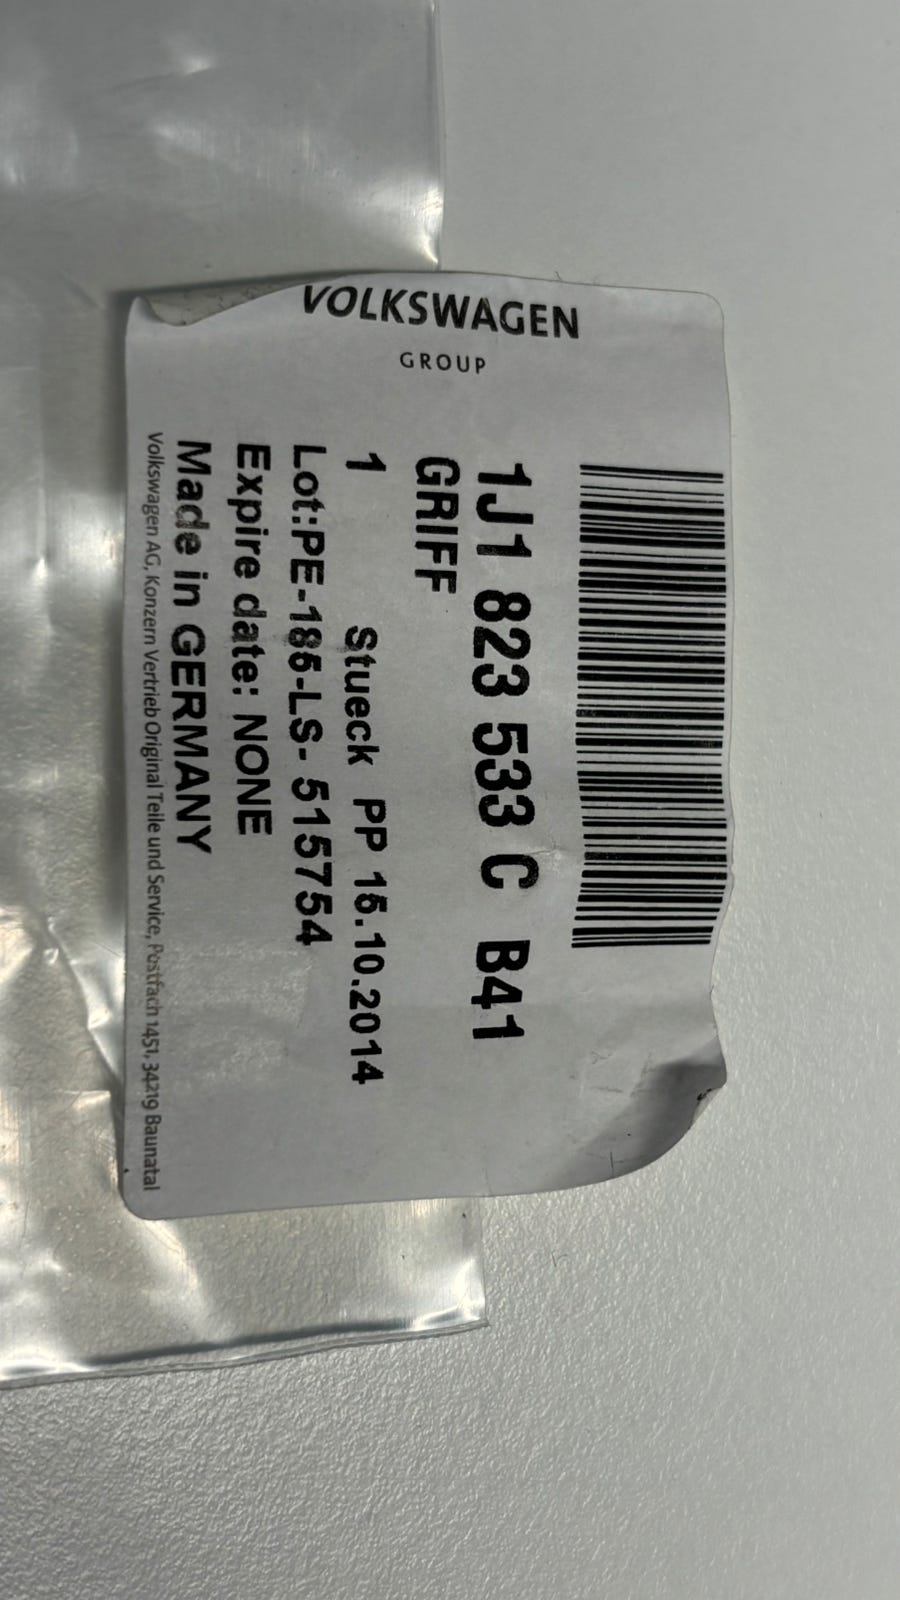 VOLKSWAGEN
GROUP
1J1 823 533 C B41
GRIFF
1 Stueck PP 15.10.2014
Lot:PE-185-LS- 515754
Expire date: NONE
Made in GERMANY
Volkswagen AG, Konzern Vertrieb Original Teile und Service, Postfach 1451, 34219 Baunatal